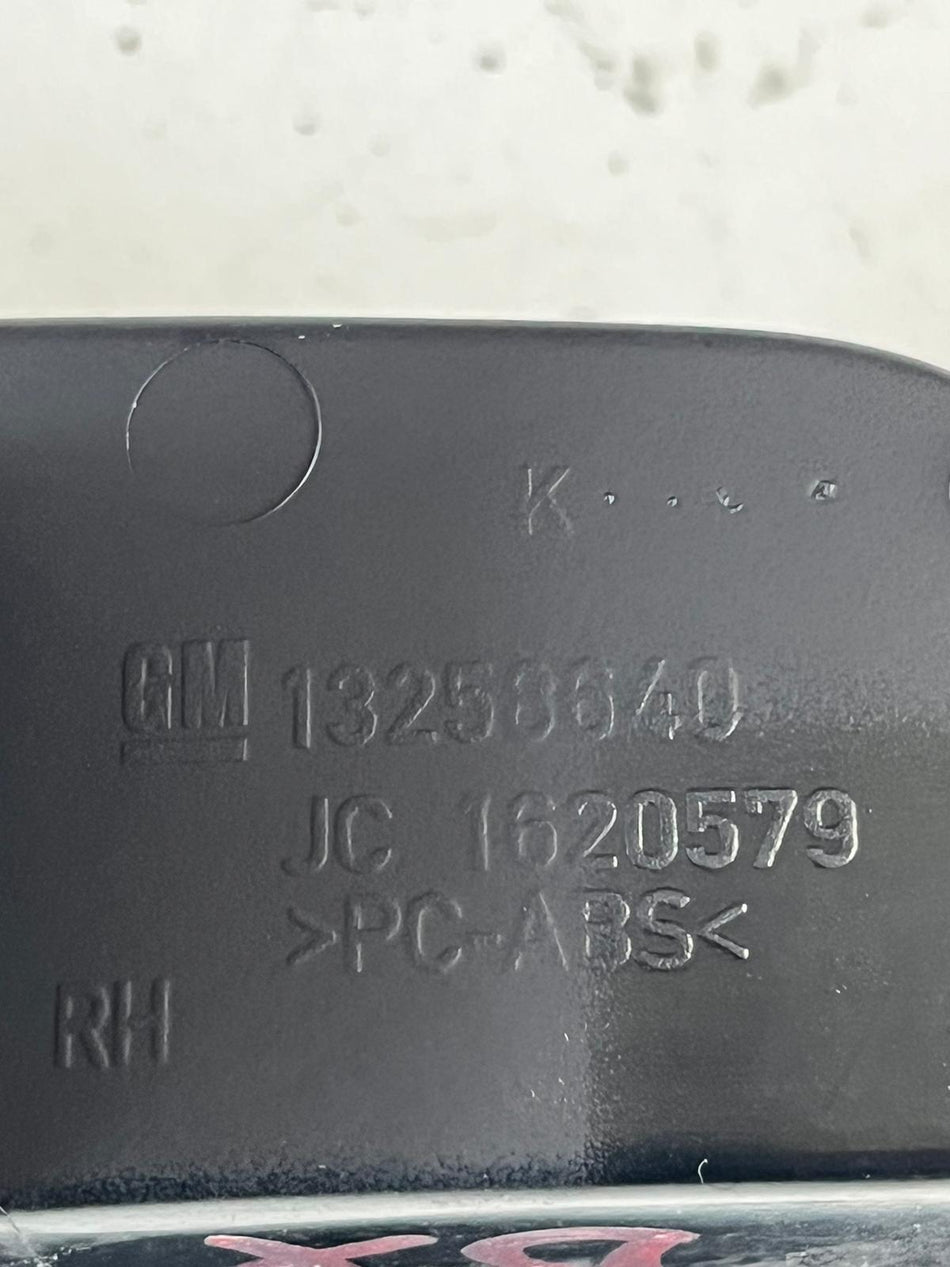 K
GM 13258640
JC 1620579
>PC-ABS<
RH